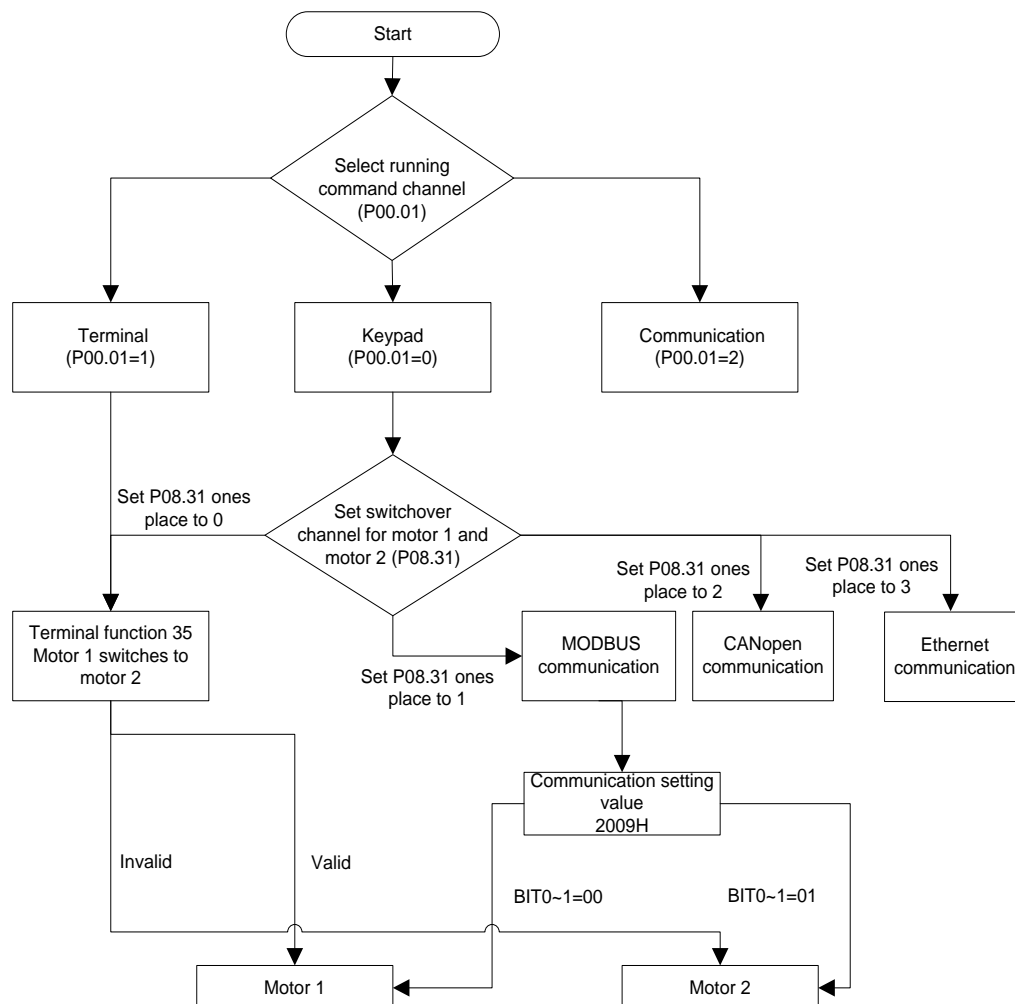 Start
Select running
command channel
(P00.01)
Terminal
(P00.01=1)
Keypad
(P00.01=0)
Communication
(P00.01=2)
Set P08.31 ones
place to 0
Set switchover
channel for motor 1 and
motor 2 (P08.31)
Set P08.31 ones
place to 2
Set P08.31 ones
place to 3
Terminal function 35
Motor 1 switches to
motor 2
Set P08.31 ones
place to 1
MODBUS
communication
CANopen
communication
Ethernet
communication
Communication setting
value
2009H
Invalid
Valid
BIT0~1=00
BIT0~1=01
Motor 1
Motor 2